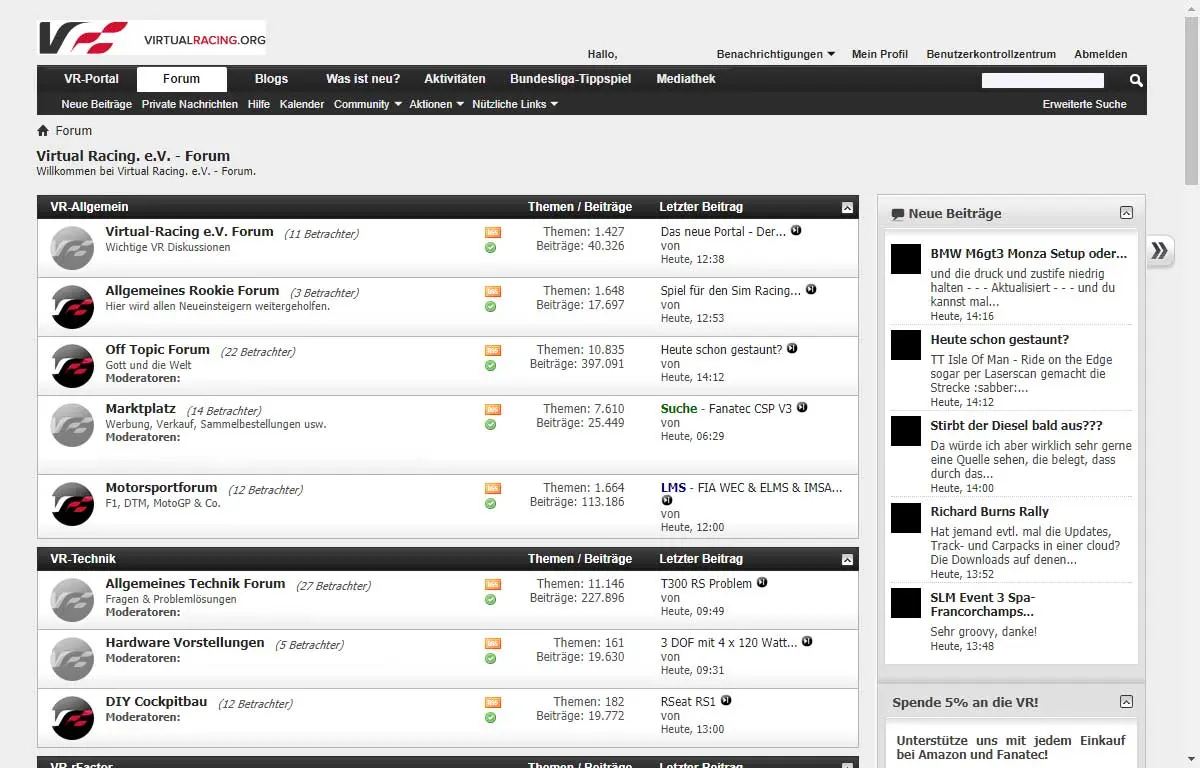 VIRTUALRACING.ORG
Hallo, Benachrichtigungen Mein Profil Benutzerkontrollzentrum Abmelden
VR-Portal Forum Blogs Was ist neu? Aktivitäten Bundesliga-Tippspiel Mediathek
Neue Beiträge Private Nachrichten Hilfe Kalender Community Aktionen Nützliche Links Erweiterte Suche
Forum
Virtual Racing. e.V. - Forum
Willkommen bei Virtual Racing. e.V. - Forum.
VR-Allgemein Themen / Beiträge Letzter Beitrag
Virtual-Racing e.V. Forum (11 Betrachter) Themen: 1.427 Das neue Portal - Der...
Wichtige VR Diskussionen Beiträge: 40.326 von
Heute, 12:38
Allgemeines Rookie Forum (3 Betrachter) Themen: 1.648 Spiel für den Sim Racing...
Hier wird allen Neueinsteigern weitergeholfen. Beiträge: 17.697 von
Heute, 12:53
Off Topic Forum (22 Betrachter) Themen: 10.835 Heute schon gestaunt?
Gott und die Welt Beiträge: 397.091 von
Moderatoren: Heute, 14:12
Marktplatz (14 Betrachter) Themen: 7.610 Suche - Fanatec CSP V3
Werbung, Verkauf, Sammelbestellungen usw. Beiträge: 25.449 von
Moderatoren: Heute, 06:29
Motorsportforum (12 Betrachter) Themen: 1.664 LMS - FIA WEC & ELMS & IMSA...
F1, DTM, MotoGP & Co. Beiträge: 113.186
von
Heute, 12:00
VR-Technik Themen / Beiträge Letzter Beitrag
Allgemeines Technik Forum (27 Betrachter) Themen: 11.146 T300 RS Problem
Fragen & Problemlösungen Beiträge: 227.896 von
Moderatoren: Heute, 09:49
Hardware Vorstellungen (5 Betrachter) Themen: 161 3 DOF mit 4 x 120 Watt...
Moderatoren: Beiträge: 19.630 von
Heute, 09:31
DIY Cockpitbau (12 Betrachter) Themen: 182 RSeat RS1
Moderatoren: Beiträge: 19.772 von
Heute, 13:00
VR-rFactor Themen / Beiträge Letzter Beitrag
Neue Beiträge
BMW M6gt3 Monza Setup oder...
und die druck und zustife niedrig
halten - - - Aktualisiert - - - und du
kannst mal...
Heute, 14:16
Heute schon gestaunt?
TT Isle Of Man - Ride on the Edge
sogar per Laserscan gemacht die
Strecke :sabber:...
Heute, 14:12
Stirbt der Diesel bald aus???
Da würde ich aber wirklich sehr gerne
eine Quelle sehen, die belegt, dass
durch das...
Heute, 14:00
Richard Burns Rally
Hat jemand evtl. mal die Updates,
Track- und Carpacks in einer cloud?
Die Downloads auf denen...
Heute, 13:52
SLM Event 3 Spa-
Francorchamps...
Sehr groovy, danke!
Heute, 13:48
Spende 5% an die VR!
Unterstütze uns mit jedem Einkauf
bei Amazon und Fanatec!